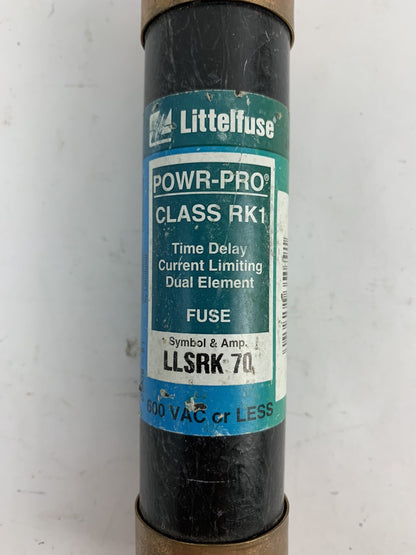 Littelfuse
POWR-PRO®
CLASS RK1
Time Delay
Current Limiting
Dual Element
FUSE
Symbol & Amp.
LLSRK 70
600 VAC or LESS